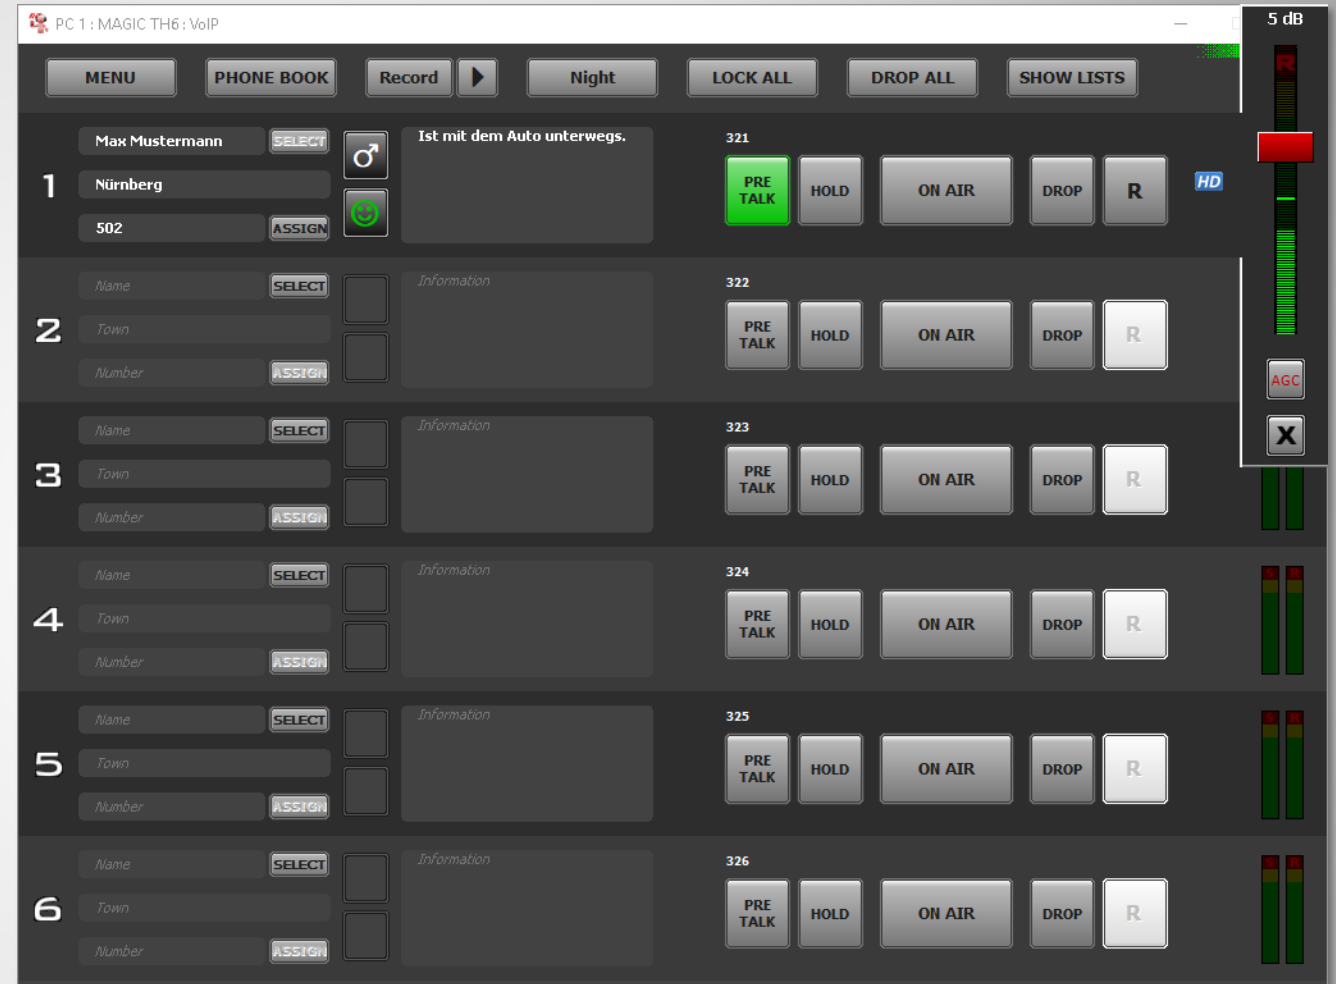 PC 1 : MAGIC TH6 : VoIP
5 dB
MENU PHONE BOOK Record Night LOCK ALL DROP ALL SHOW LISTS
R
1
Max Mustermann SELECT
Nürnberg
502 ASSIGN
Ist mit dem Auto unterwegs.
321
PRE TALK HOLD ON AIR DROP R
HD
2
Name SELECT
Town
Number ASSIGN
Information
322
PRE TALK HOLD ON AIR DROP R
AGC
X
3
Name SELECT
Town
Number ASSIGN
Information
323
PRE TALK HOLD ON AIR DROP R
4
Name SELECT
Town
Number ASSIGN
Information
324
PRE TALK HOLD ON AIR DROP R
S R
5
Name SELECT
Town
Number ASSIGN
Information
325
PRE TALK HOLD ON AIR DROP R
S R
6
Name SELECT
Town
Number ASSIGN
Information
326
PRE TALK HOLD ON AIR DROP R
S R